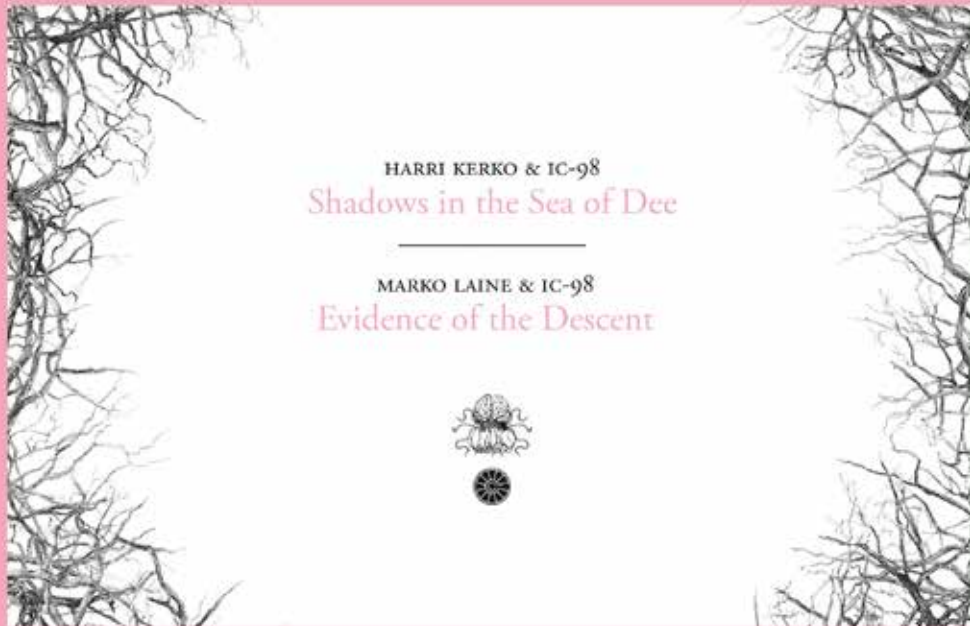 HARRI KERKO & IC-98
Shadows in the Sea of Dee
MARKO LAINE & IC-98
Evidence of the Descent